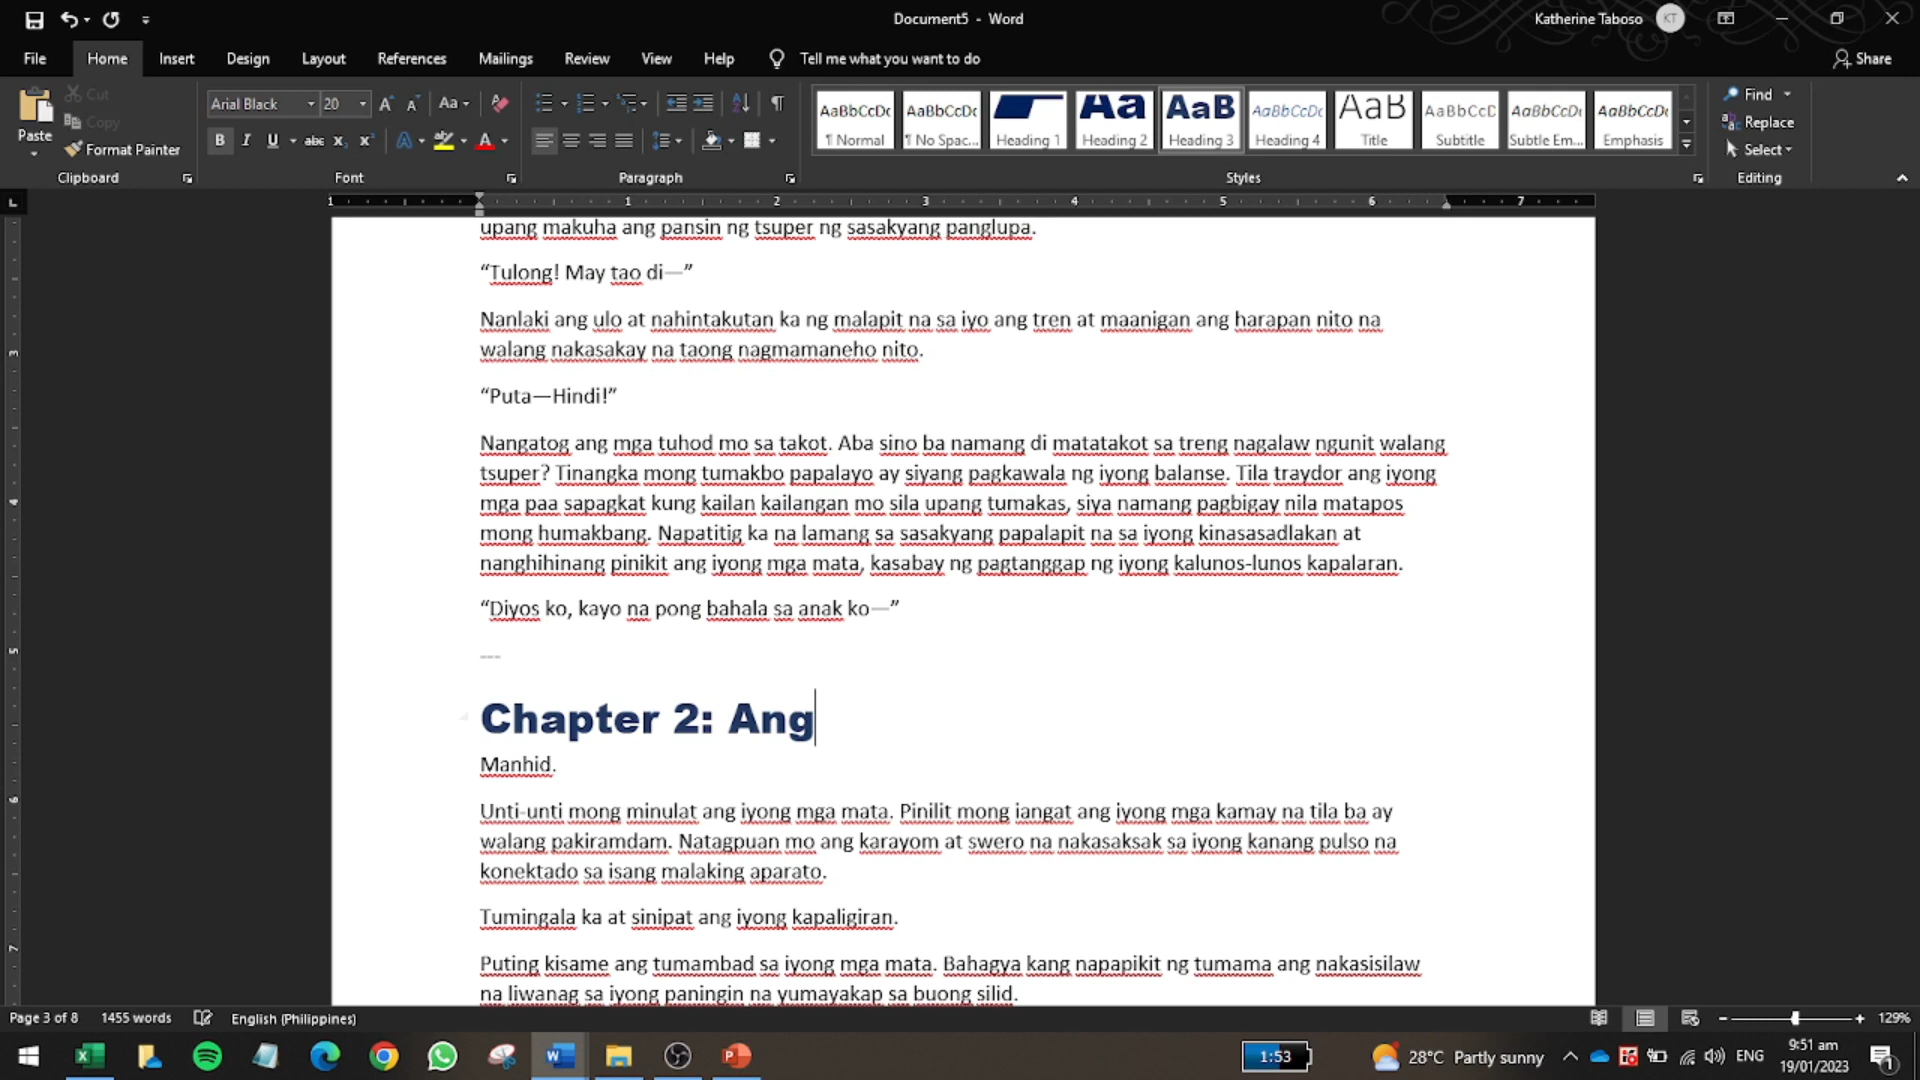 Document5 - Word
Katherine Taboso
KT
File Home Insert Design Layout References Mailings Review View Help Tell me what you want to do
Share
Paste
Cut
Copy
Format Painter
Clipboard
Arial Black 20
Font
Paragraph
AaBbCcDc AaBbCcDc Aa AaB AaBbCcDc AaB AaBbCcD AaBbCcDc AaBbCcDc
¶ Normal ¶ No Spac... Heading 1 Heading 2 Heading 3 Heading 4 Title Subtitle Subtle Em... Emphasis
Styles
Find
Replace
Select
Editing
1 1 2 3 4 5 6 7
upang makuha ang pansin ng tsuper ng sasakyang panglupa.
“Tulong! May tao di—”
Nanlaki ang ulo at nahintakutan ka ng malapit na sa iyo ang tren at maanigan ang harapan nito na
walang nakasakay na taong nagmamaneho nito.
“Puta—Hindi!”
Nangatog ang mga tuhod mo sa takot. Aba sino ba namang di matatakot sa treng nagalaw ngunit walang
tsuper? Tinangka mong tumakbo papalayo ay siyang pagkawala ng iyong balanse. Tila traydor ang iyong
mga paa sapagkat kung kailan kailangan mo sila upang tumakas, siya namang pagbigay nila matapos
mong humakbang. Napatitig ka na lamang sa sasakyang papalapit na sa iyong kinasasadlakan at
nanghihinang pinikit ang iyong mga mata, kasabay ng pagtanggap ng iyong kalunos-lunos kapalaran.
“Diyos ko, kayo na pong bahala sa anak ko—”
---
Chapter 2: Ang
Manhid.
Unti-unti mong minulat ang iyong mga mata. Pinilit mong iangat ang iyong mga kamay na tila ba ay
walang pakiramdam. Natagpuan mo ang karayom at swero na nakasaksak sa iyong kanang pulso na
konektado sa isang malaking aparato.
Tumingala ka at sinipat ang iyong kapaligiran.
Puting kisame ang tumambad sa iyong mga mata. Bahagya kang napapikit ng tumama ang nakasisilaw
na liwanag sa iyong paningin na yumayakap sa buong silid.
Page 3 of 8 1455 words English (Philippines) 129%
1:53 28°C Partly sunny ENG 9:51 am
19/01/2023